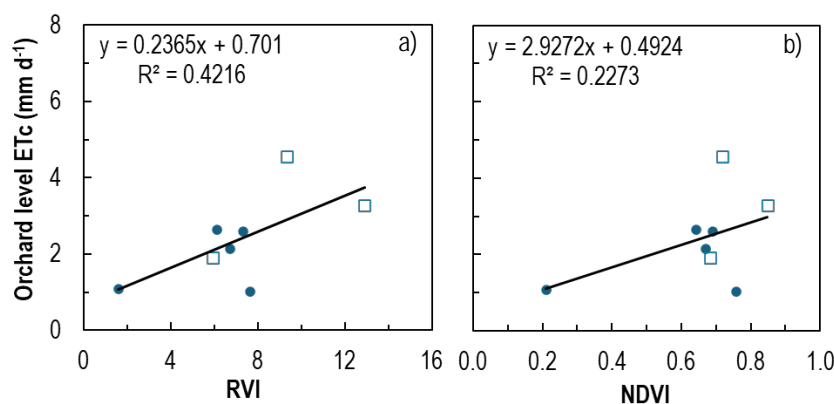 y = 0.2365x + 0.701
R² = 0.4216
a)
Orchard level ETc (mm d⁻¹)
8
6
4
2
0
0 4 8 12 16
RVI
y = 2.9272x + 0.4924
R² = 0.2273
b)
0.0 0.2 0.4 0.6 0.8 1.0
NDVI